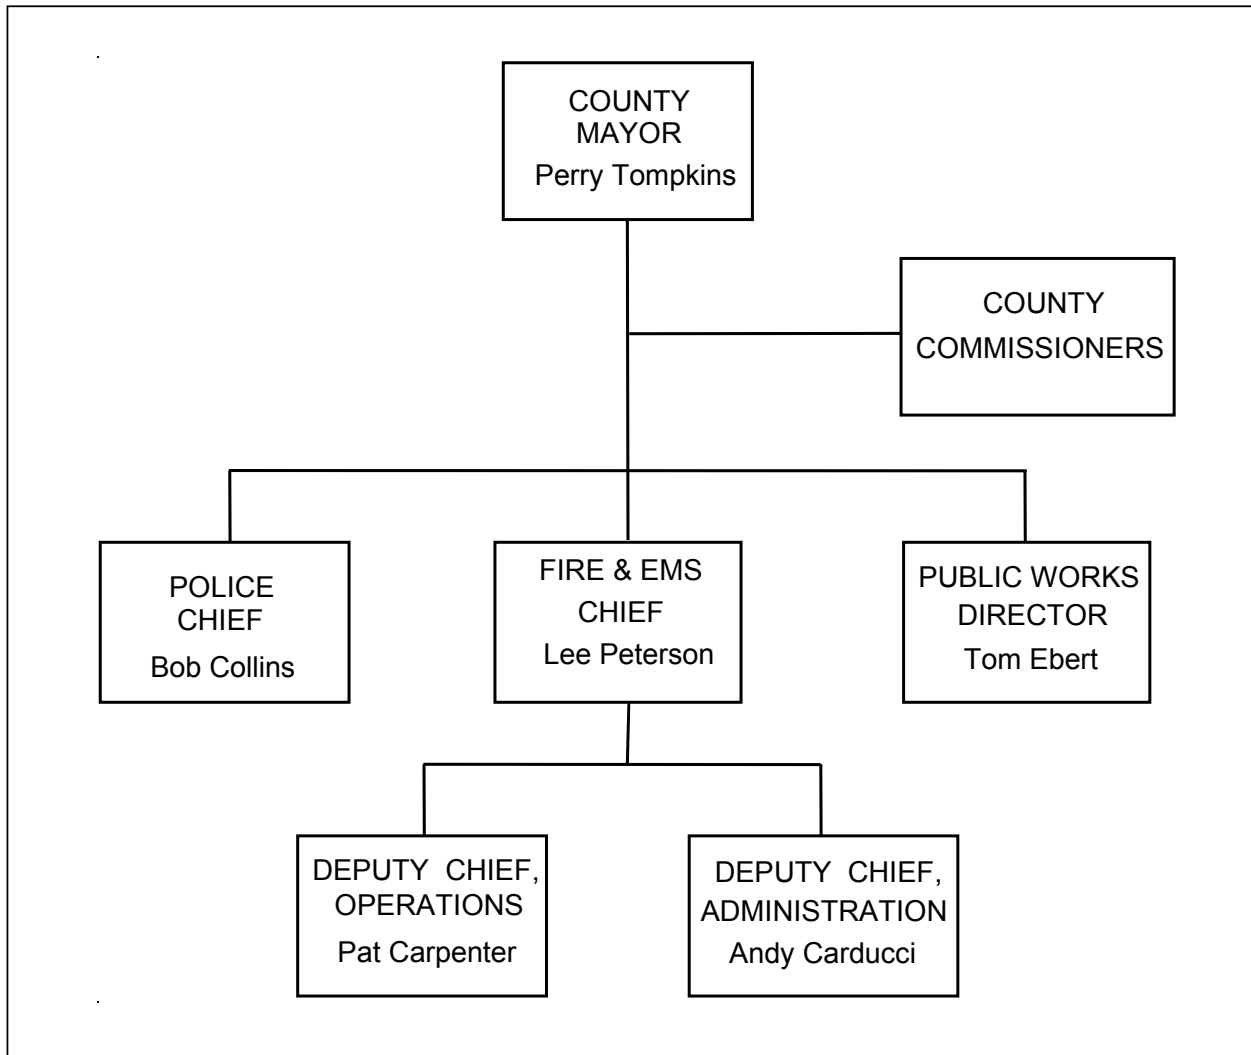 COUNTY
MAYOR
Perry Tompkins
COUNTY
COMMISSIONERS
POLICE
CHIEF
Bob Collins
FIRE & EMS
CHIEF
Lee Peterson
PUBLIC WORKS
DIRECTOR
Tom Ebert
DEPUTY CHIEF,
OPERATIONS
Pat Carpenter
DEPUTY CHIEF,
ADMINISTRATION
Andy Carducci